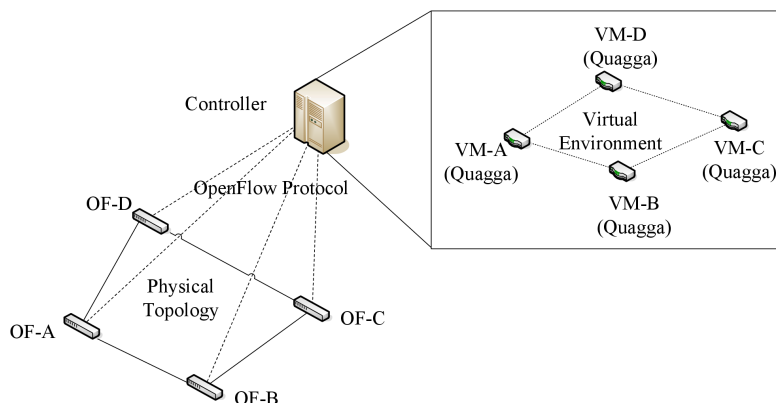 VM-D
(Quagga)
Controller
Virtual
Environment
VM-A
(Quagga)
VM-C
(Quagga)
VM-B
(Quagga)
OpenFlow Protocol
OF-D
Physical
Topology
OF-C
OF-A
OF-B